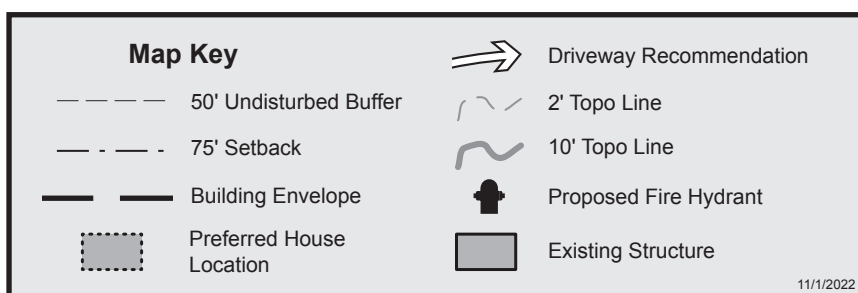 Map Key
50' Undisturbed Buffer
75' Setback
Building Envelope
Preferred House
Location
Driveway Recommendation
2' Topo Line
10' Topo Line
Proposed Fire Hydrant
Existing Structure
11/1/2022